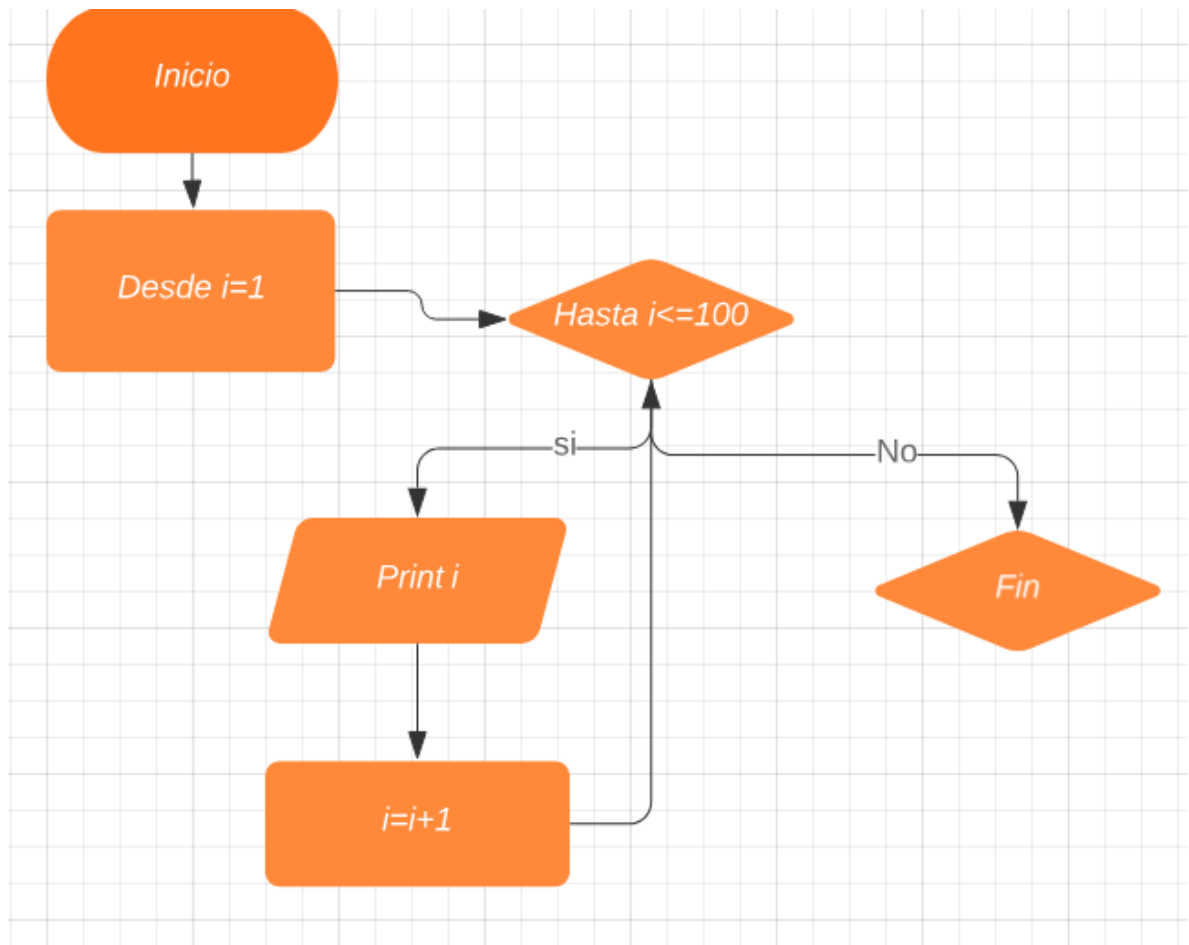 Inicio
Desde i=1
Hasta i<=100
si
No
Print i
Fin
i=i+1